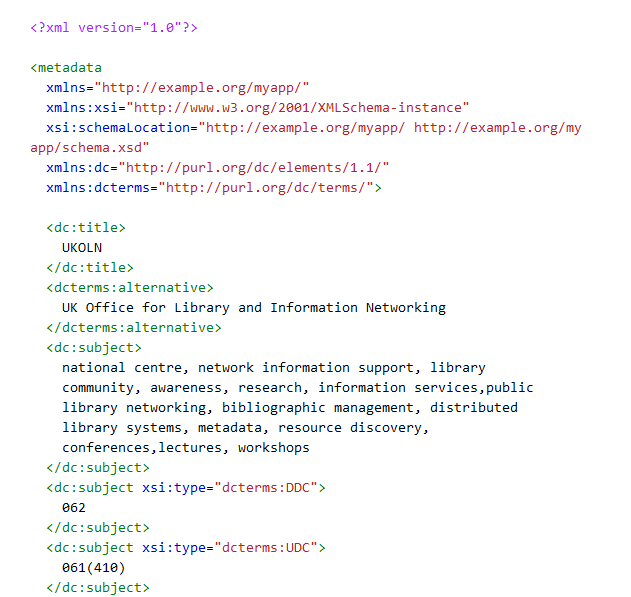 <?xml version="1.0"?>
<metadata
xmlns="http://example.org/myapp/"
xmlns:xsi="http://www.w3.org/2001/XMLSchema-instance"
xsi:schemaLocation="http://example.org/myapp/ http://example.org/my
app/schema.xsd"
xmlns:dc="http://purl.org/dc/elements/1.1/"
xmlns:dcterms="http://purl.org/dc/terms/">
<dc:title>
UKOLN
</dc:title>
<dcterms:alternative>
UK Office for Library and Information Networking
</dcterms:alternative>
<dc:subject>
national centre, network information support, library
community, awareness, research, information services,public
library networking, bibliographic management, distributed
library systems, metadata, resource discovery,
conferences,lectures, workshops
</dc:subject>
<dc:subject xsi:type="dcterms:DDC">
062
</dc:subject>
<dc:subject xsi:type="dcterms:UDC">
061(410)
</dc:subject>